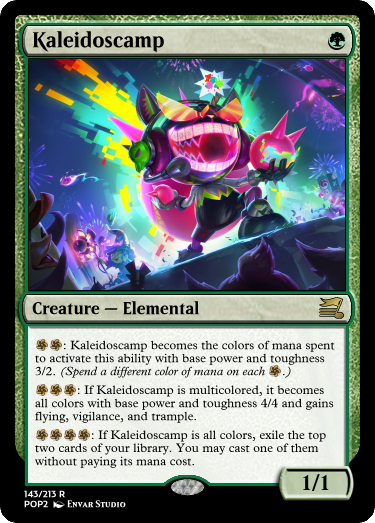 Kaleidoscamp
Creature — Elemental
: Kaleidoscamp becomes the colors of mana spent
to activate this ability with base power and toughness
3/2. (Spend a different color of mana on each .)
: If Kaleidoscamp is multicolored, it becomes
all colors with base power and toughness 4/4 and gains
flying, vigilance, and trample.
: If Kaleidoscamp is all colors, exile the top
two cards of your library. You may cast one of them
without paying its mana cost.
1/1
143/213 R
POP2 ENVAR STUDIO